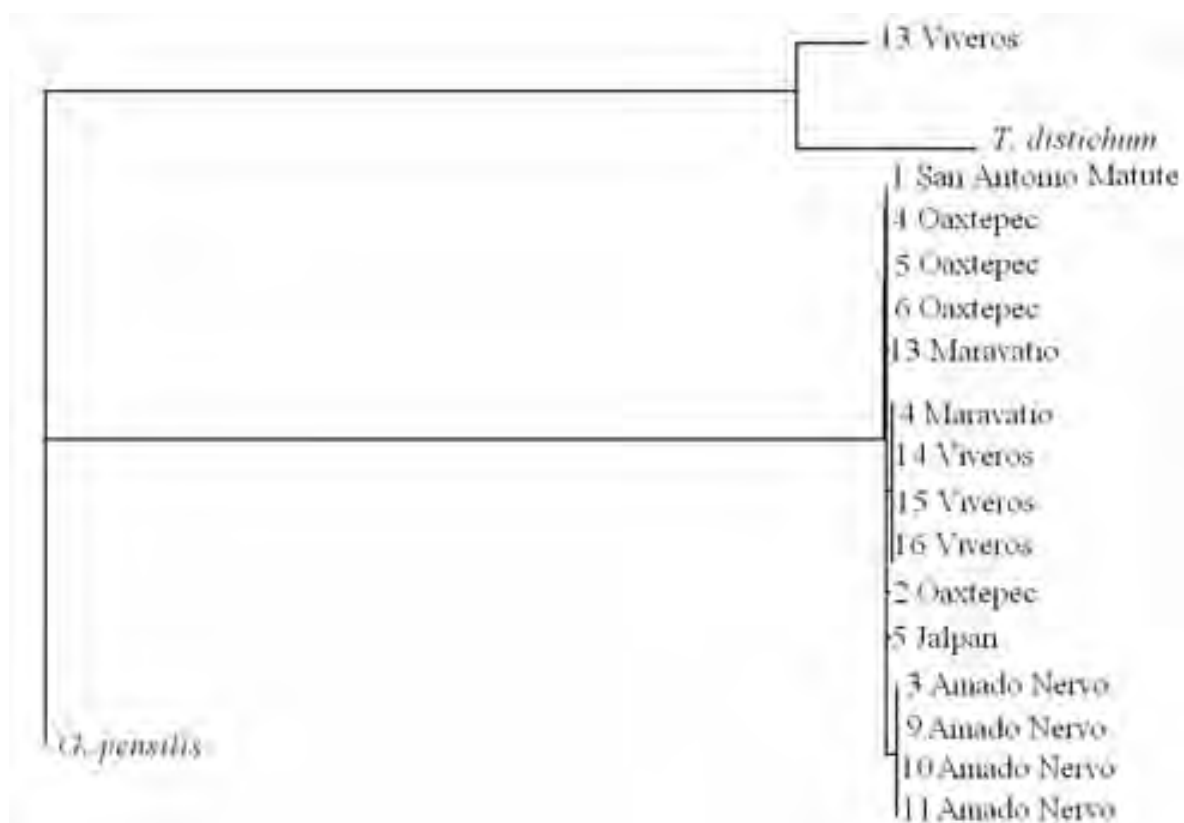 13 Viveros
T. distichum
1 San Antonio Matute
4 Oaxtepec
5 Oaxtepec
6 Oaxtepec
13 Maravatio
4 Maravatio
14 Viveros
15 Viveros
16 Viveros
2 Oaxtepec
5 Jalpan
3 Amado Nervo
9 Amado Nervo
G. pensilis
10 Amado Nervo
11 Amado Nervo